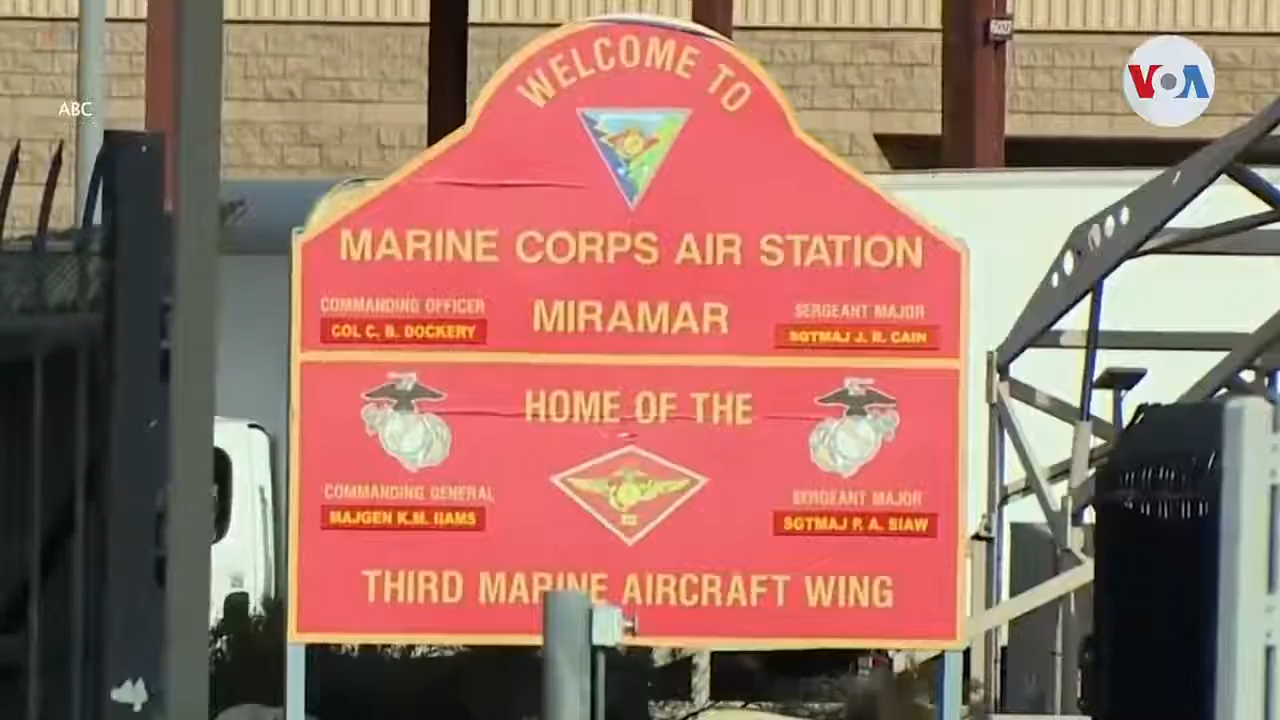 WELCOME TO
ABC
VOA
MARINE CORPS AIR STATION
MIRAMAR
COMMANDING OFFICER
COL C. B. DOCKERY
SERGEANT MAJOR
SGTMAJ J. R. CAIN
HOME OF THE
COMMANDING GENERAL
MAJGEN K.M. IIAMS
SERGEANT MAJOR
SGTMAJ P. A. SIAW
THIRD MARINE AIRCRAFT WING